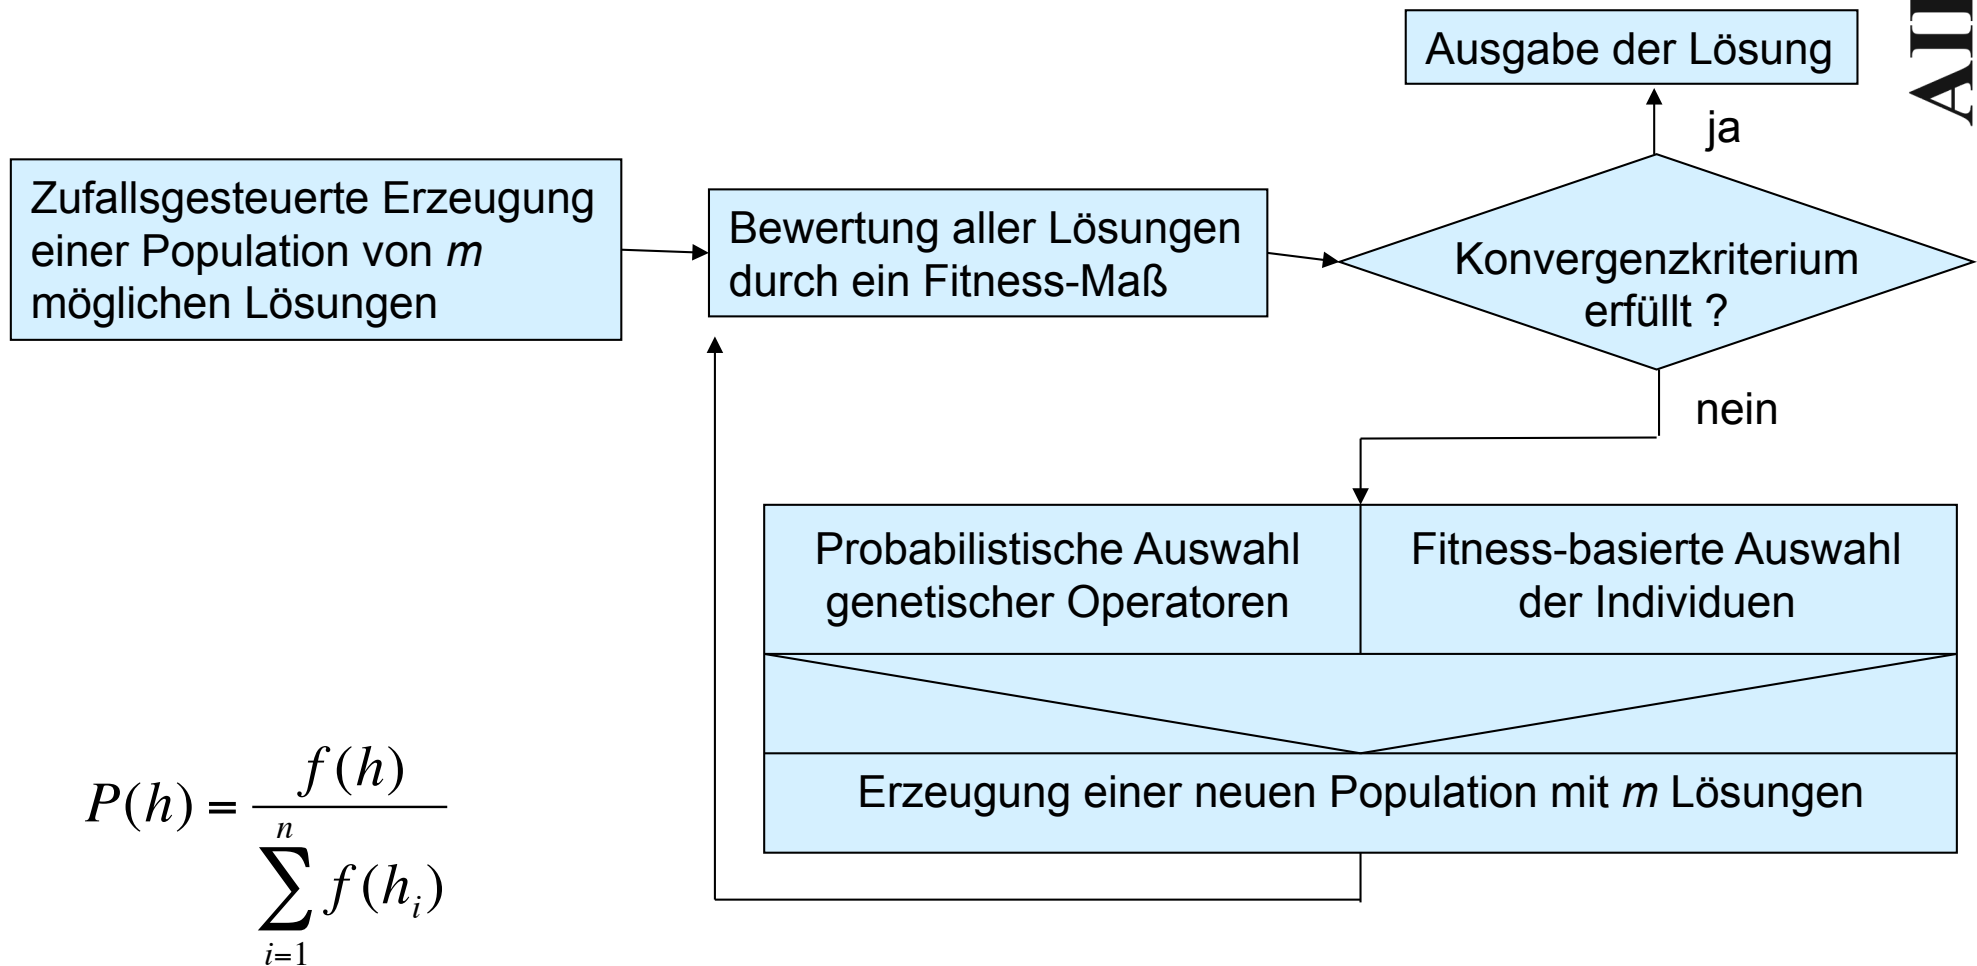 Ausgabe der Lösung
ja
Zufallsgesteuerte Erzeugung
einer Population von m
möglichen Lösungen
Bewertung aller Lösungen
durch ein Fitness-Maß
Konvergenzkriterium
erfüllt ?
nein
Probabilistische Auswahl
genetischer Operatoren
Fitness-basierte Auswahl
der Individuen
Erzeugung einer neuen Population mit m Lösungen
P(h) = f(h) / ∑_{i=1}^{n} f(h_i)